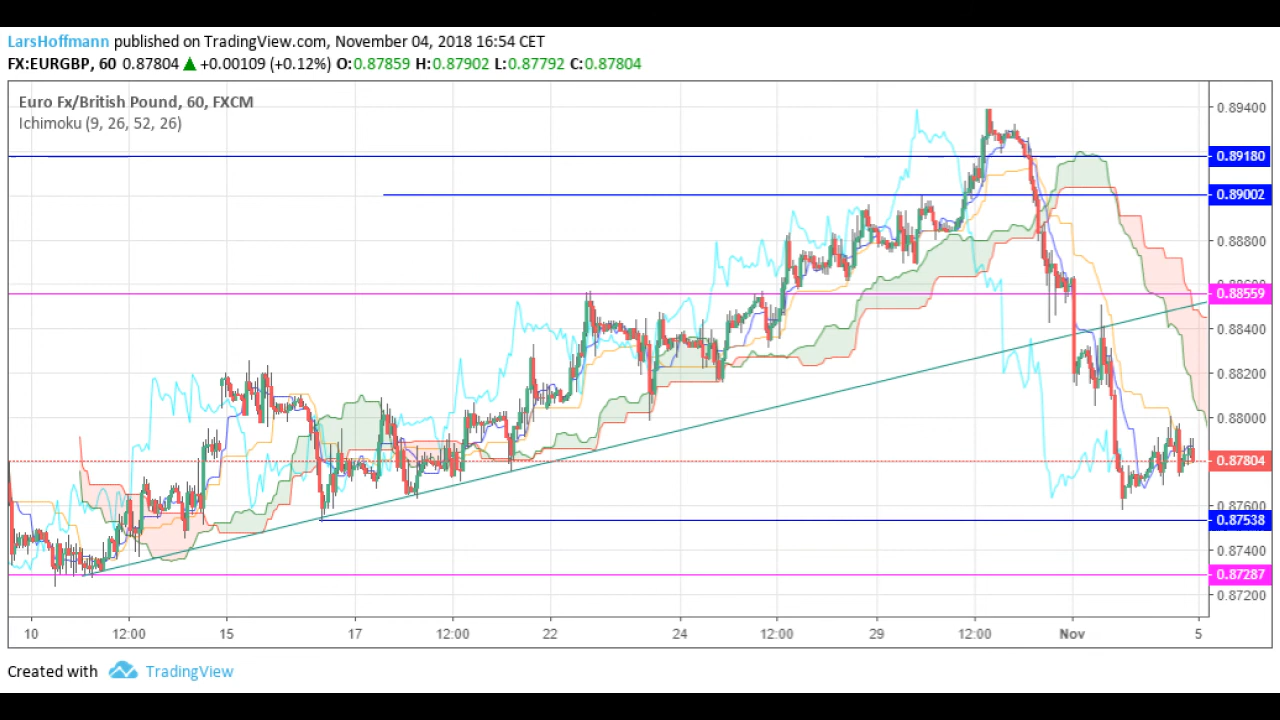 LarsHoffmann published on TradingView.com, November 04, 2018 16:54 CET
FX:EURGBP, 60 0.87804 ▲ +0.00109 (+0.12%) O:0.87859 H:0.87902 L:0.87792 C:0.87804
Euro Fx/British Pound, 60, FXCM
Ichimoku (9, 26, 52, 26)
0.89400
0.89180
0.89002
0.88800
0.88559
0.88400
0.88200
0.88000
0.87804
0.87600
0.87538
0.87400
0.87287
0.87200
10 12:00 15 17 12:00 22 24 12:00 29 12:00 Nov 5
Created with TradingView